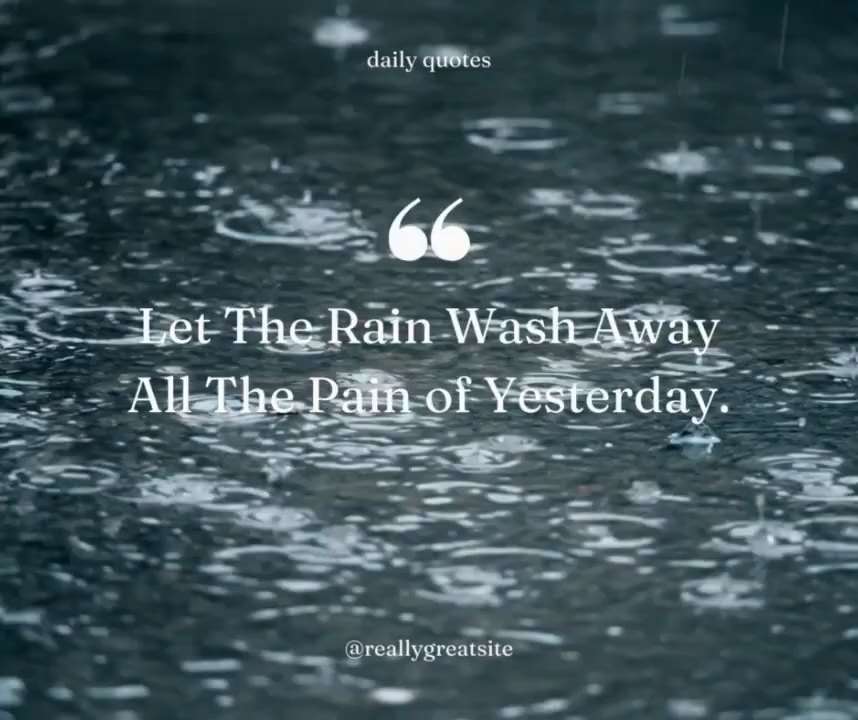 daily quotes
“
Let The Rain Wash Away
All The Pain of Yesterday.
@reallygreatsite